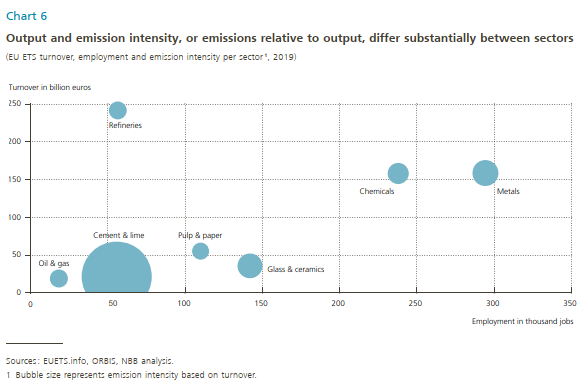 Chart 6
Output and emission intensity, or emissions relative to output, differ substantially between sectors
(EU ETS turnover, employment and emission intensity per sector¹, 2019)
Turnover in billion euros
250
Refineries
200
150
Chemicals
Metals
100
Cement & lime
Pulp & paper
50
Oil & gas
Glass & ceramics
0
0 50 100 150 200 250 300 350
Employment in thousand jobs
Sources: EUETS.info, ORBIS, NBB analysis.
1 Bubble size represents emission intensity based on turnover.